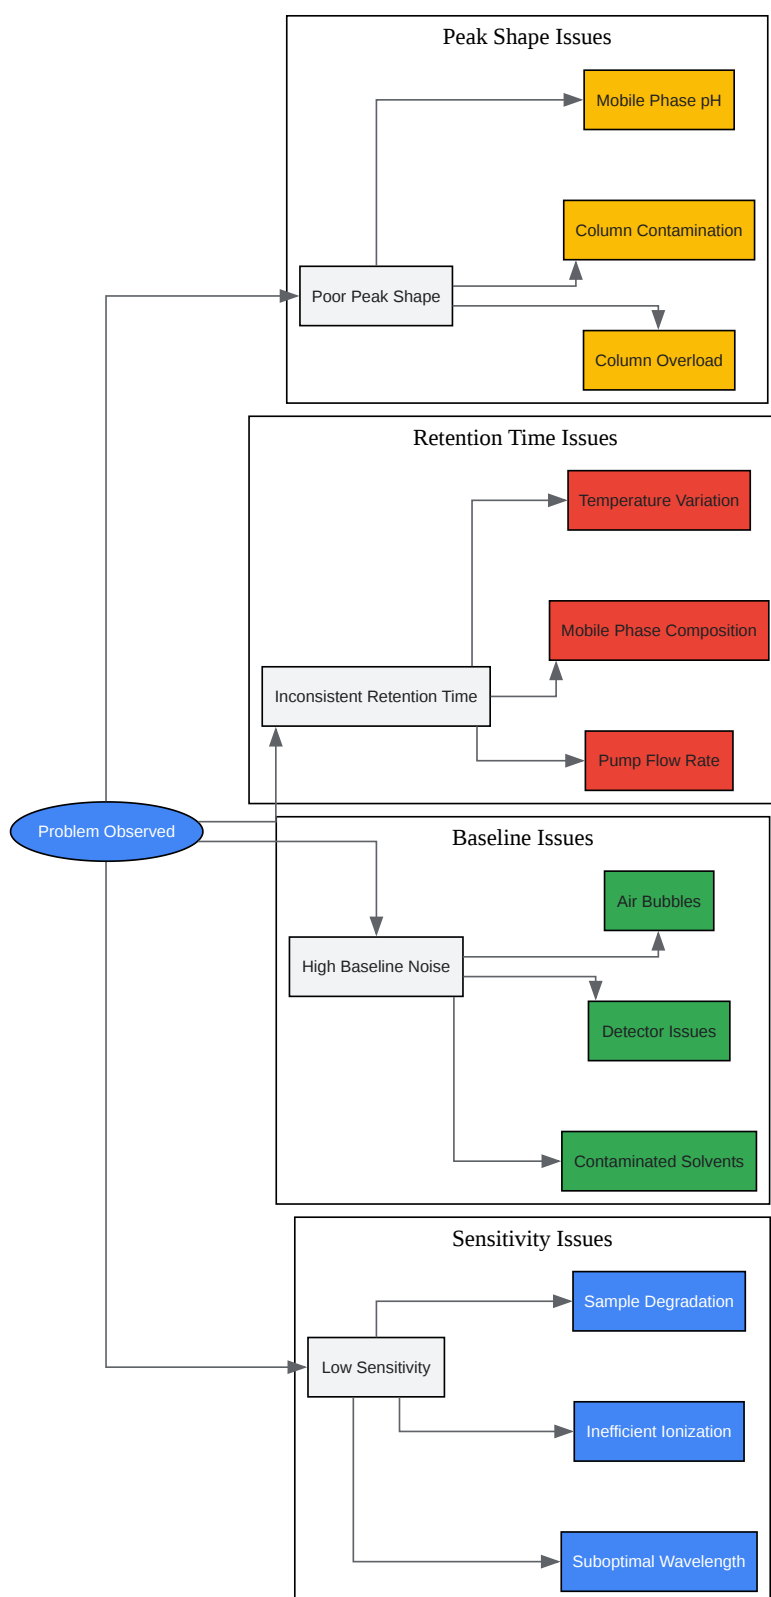 Peak Shape Issues
Mobile Phase pH
Column Contamination
Poor Peak Shape
Column Overload
Retention Time Issues
Temperature Variation
Mobile Phase Composition
Inconsistent Retention Time
Pump Flow Rate
Problem Observed
Baseline Issues
Air Bubbles
High Baseline Noise
Detector Issues
Contaminated Solvents
Sensitivity Issues
Sample Degradation
Low Sensitivity
Inefficient Ionization
Suboptimal Wavelength